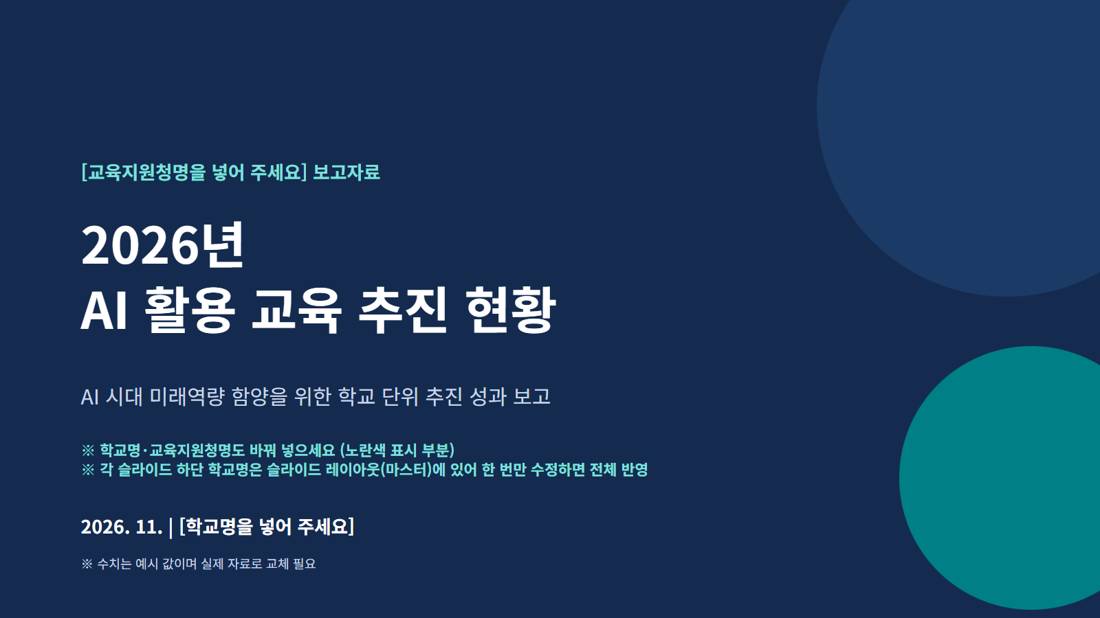 [교육지원청명을 넣어 주세요] 보고자료
2026년
AI 활용 교육 추진 현황
AI 시대 미래역량 함양을 위한 학교 단위 추진 성과 보고
※ 학교명·교육지원청명도 바꿔 넣으세요 (노란색 표시 부분)
※ 각 슬라이드 하단 학교명은 슬라이드 레이아웃(마스터)에 있어 한 번만 수정하면 전체 반영
2026. 11. | [학교명을 넣어 주세요]
※ 수치는 예시 값이며 실제 자료로 교체 필요